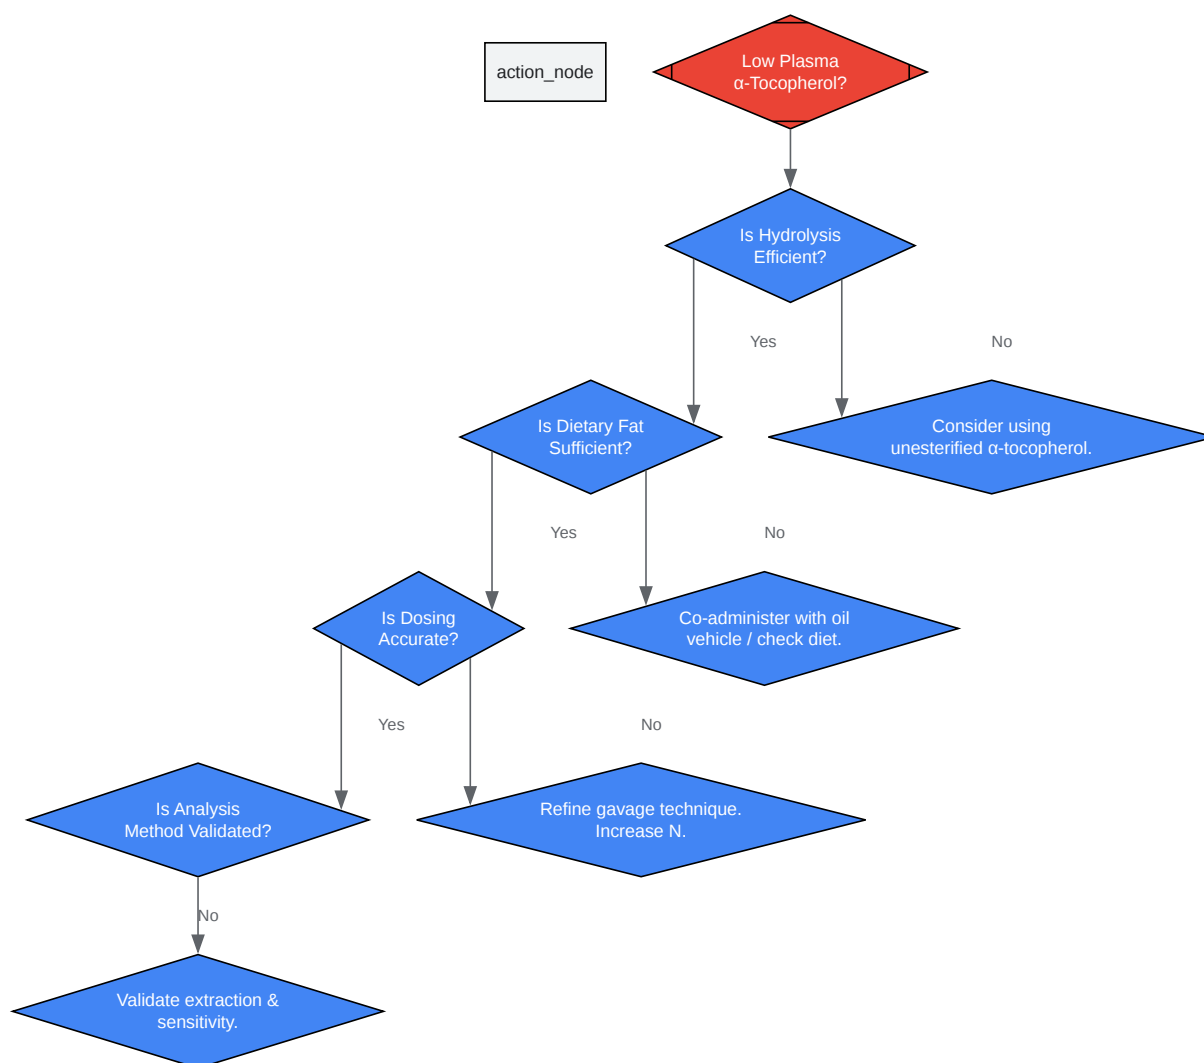 action_node
Low Plasma
α-Tocopherol?
Is Hydrolysis
Efficient?
Yes
No
Is Dietary Fat
Sufficient?
Consider using
unesterified α-tocopherol.
Yes
No
Is Dosing
Accurate?
Co-administer with oil
vehicle / check diet.
Yes
No
Is Analysis
Method Validated?
Refine gavage technique.
Increase N.
No
Validate extraction &
sensitivity.